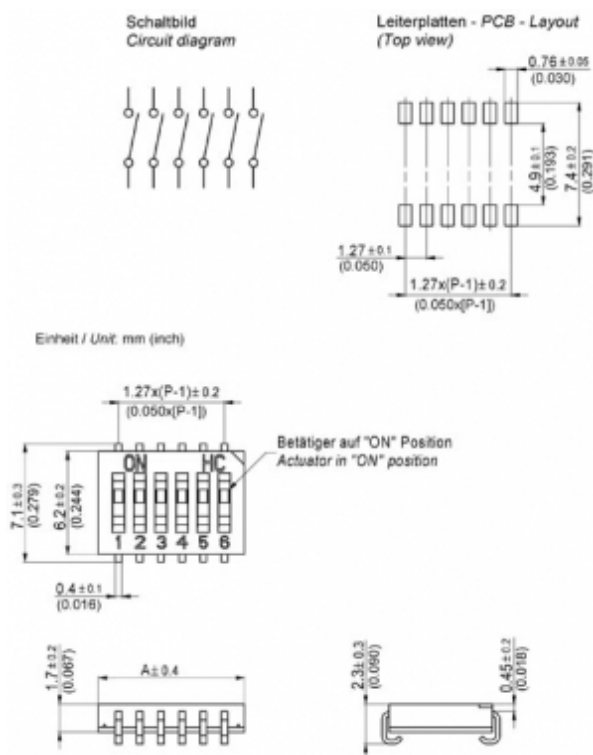 Schaltbild
Circuit diagram
Leiterplatten - PCB - Layout
(Top view)
0.76 ± 0.05
(0.030)
4.9 ± 0.1
(0.193)
7.4 ± 0.2
(0.291)
1.27 ± 0.1
(0.050)
1.27x(P-1) ± 0.2
(0.050x[P-1])
Einheit / Unit: mm (inch)
1.27x(P-1) ± 0.2
(0.050x[P-1])
Betätiger auf "ON" Position
Actuator in "ON" position
ON HC
1 2 3 4 5 6
7.1 ± 0.3
(0.279)
6.2 ± 0.2
(0.244)
0.4 ± 0.1
(0.016)
1.7 ± 0.2
(0.067)
A ± 0.4
2.3 ± 0.3
(0.090)
0.45 ± 0.2
(0.018)